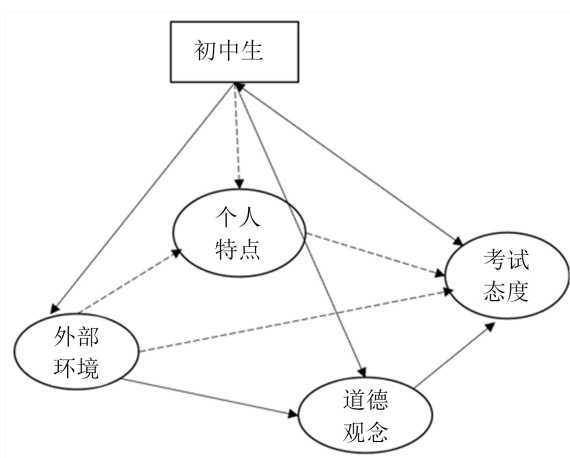 初中生
个人
特点
考试
态度
外部
环境
道德
观念